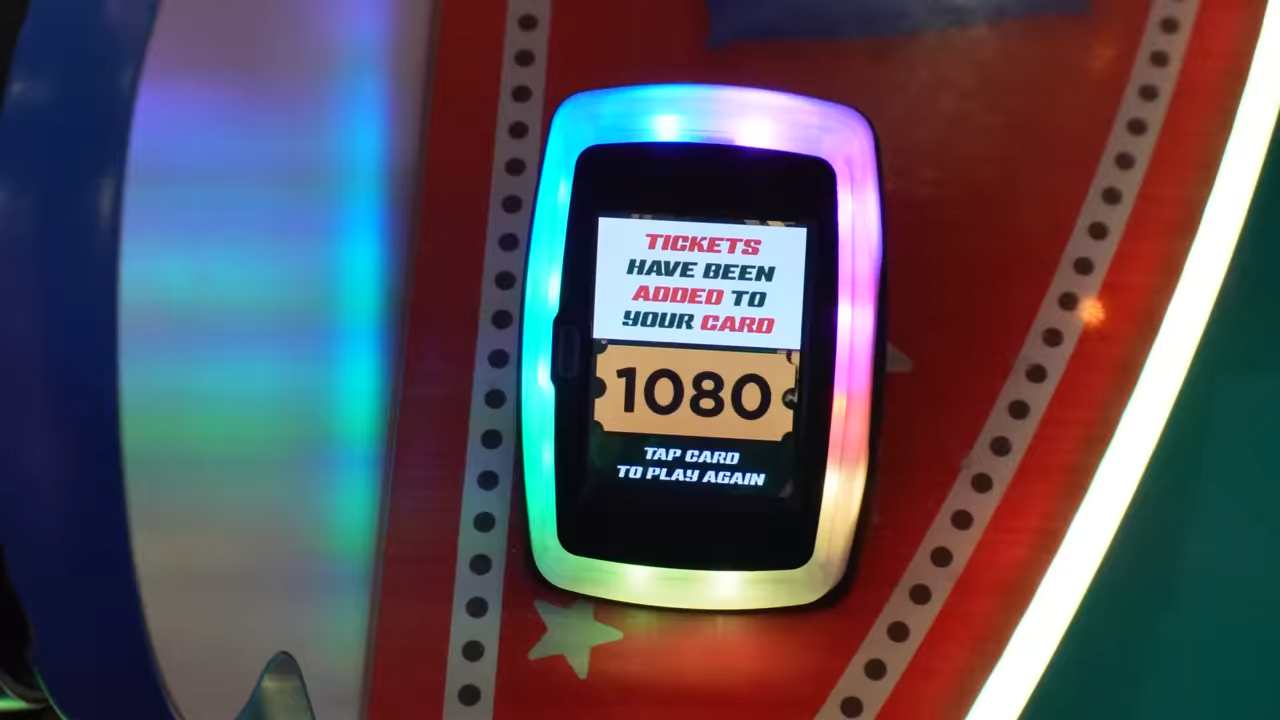 TICKETS
HAVE BEEN
ADDED TO
YOUR CARD
1080
TAP CARD
TO PLAY AGAIN